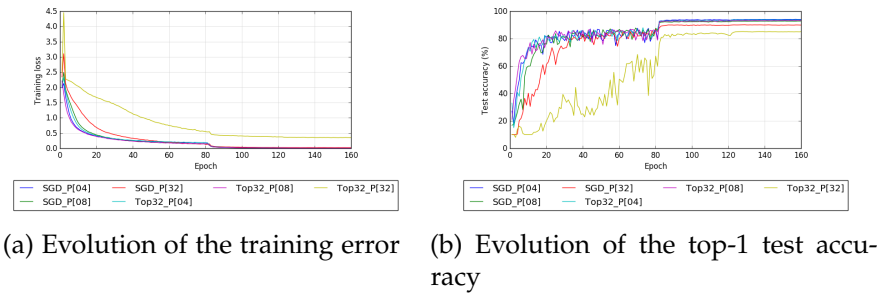 4.5
4.0
3.5
3.0
2.5
2.0
1.5
1.0
0.5
0.0
Training loss
0 20 40 60 80 100 120 140 160
Epoch
SGD_P[04] SGD_P[32] Top32_P[08] Top32_P[32]
SGD_P[08] Top32_P[04]
(a) Evolution of the training error
100
80
60
40
20
0
Test accuracy (%)
0 20 40 60 80 100 120 140 160
Epoch
SGD_P[04] SGD_P[32] Top32_P[08] Top32_P[32]
SGD_P[08] Top32_P[04]
(b) Evolution of the top-1 test accu-
racy